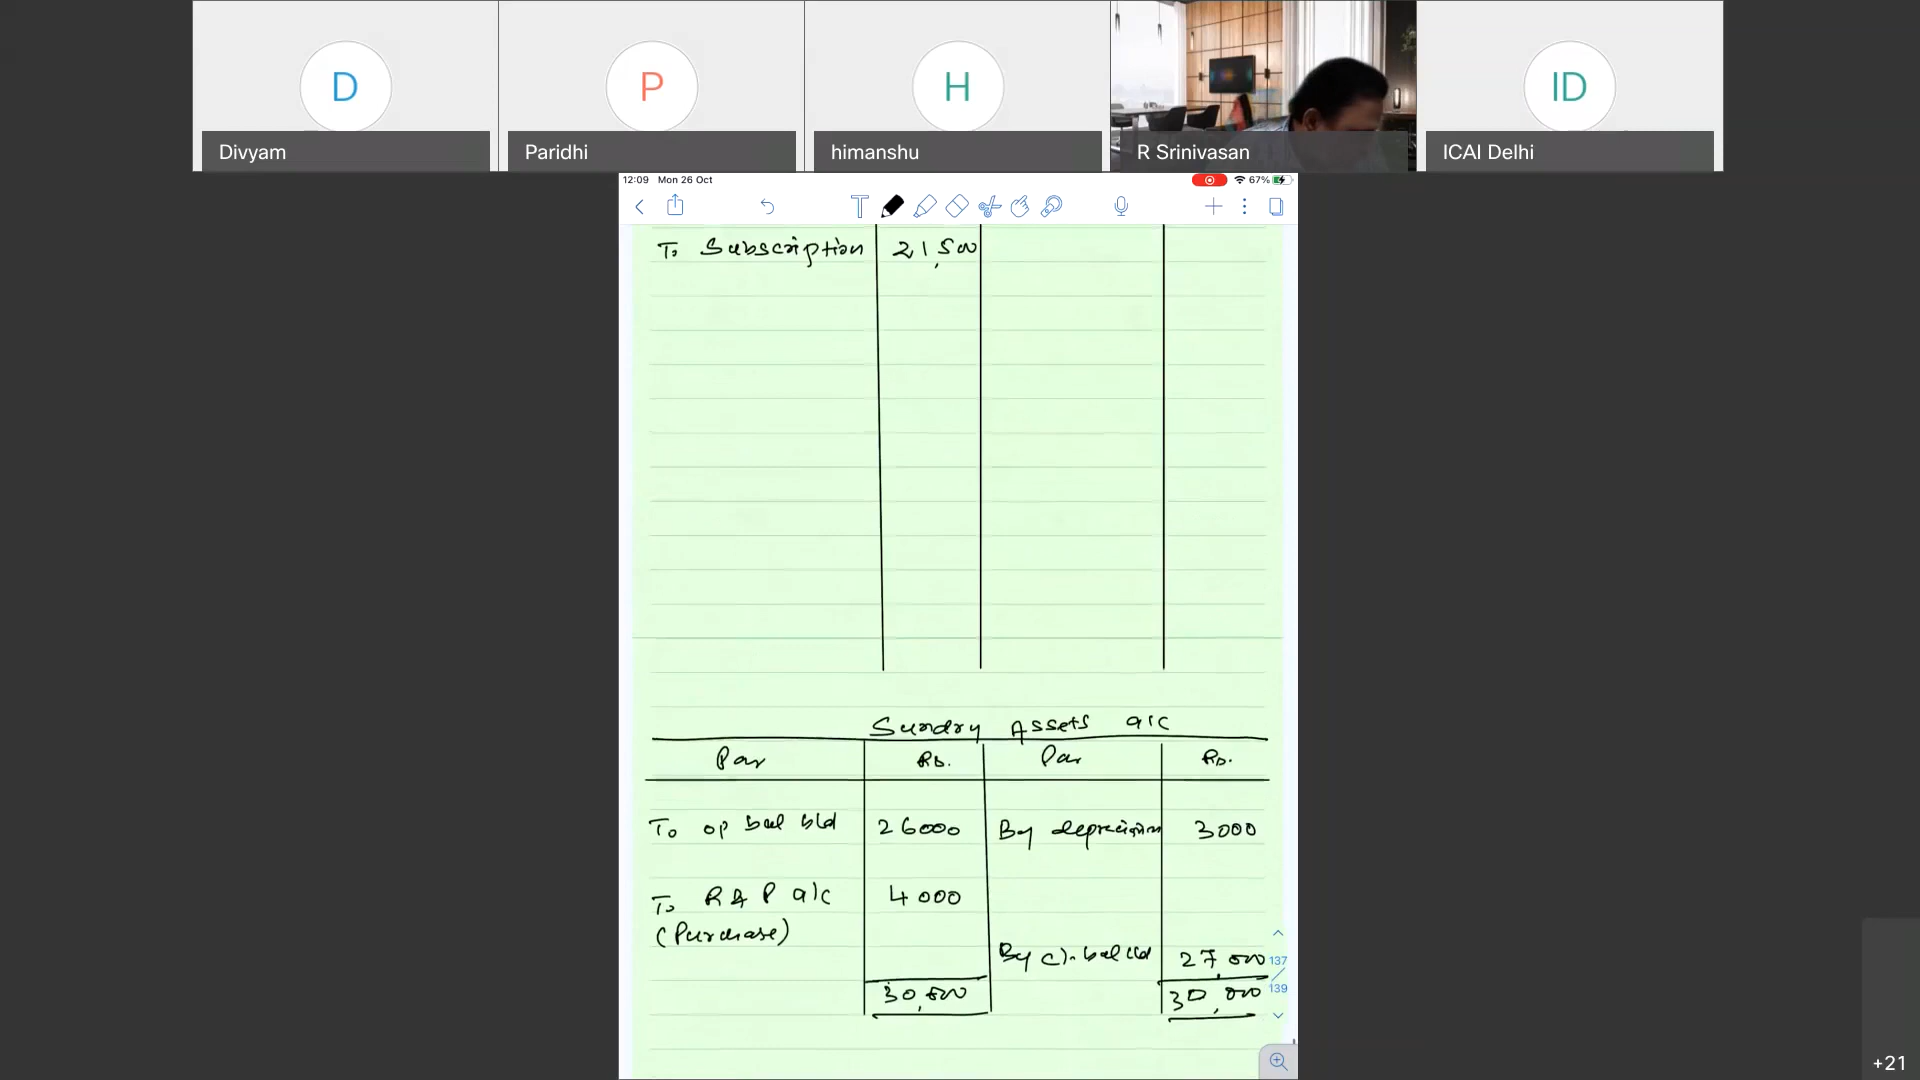 D
P
H
ID
Divyam
Paridhi
himanshu
R Srinivasan
ICAI Delhi
12:09 Mon 26 Oct
67%
T
To Subscription 21,500
Sundry Assets a/c
Par Rs. Par Rs.
To op bal b/d 26000 By depreciation 3000
To R & P a/c 4000
(Purchase)
By cl. bal c/d 27,000
137
30,000 30,000
139
+21